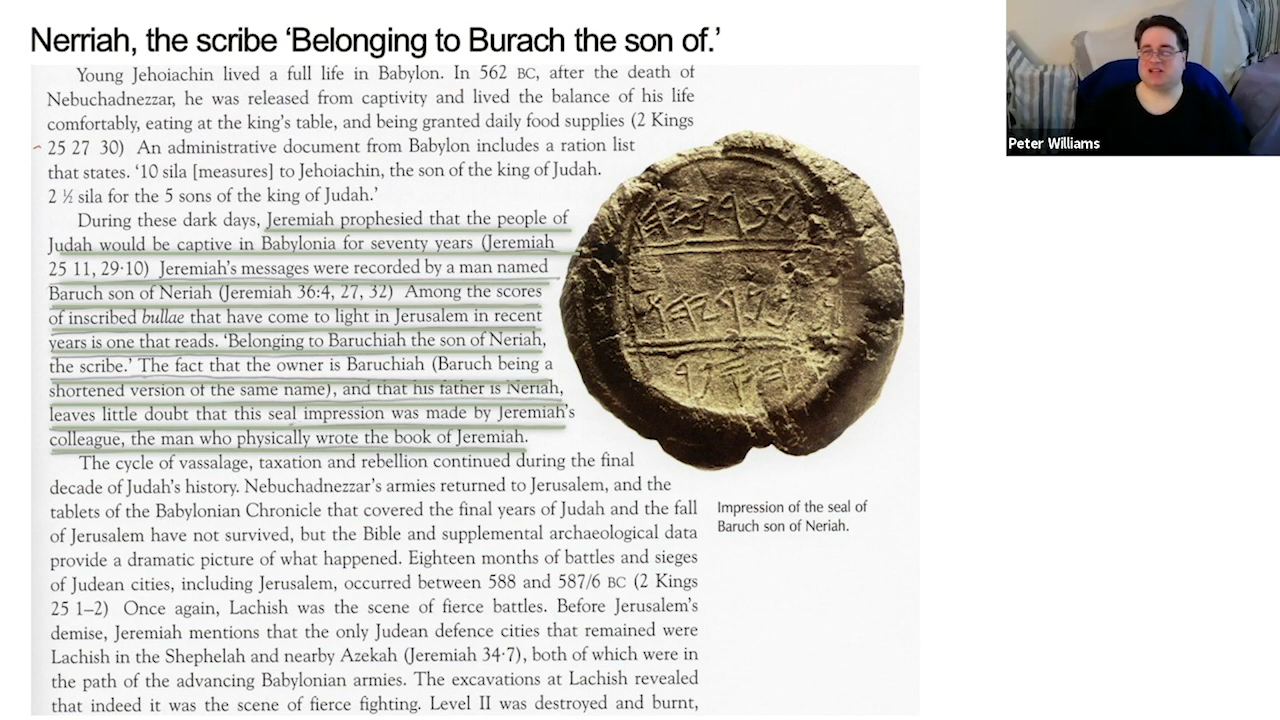 Nerriah, the scribe ‘Belonging to Burach the son of.’
Young Jehoiachin lived a full life in Babylon. In 562 BC, after the death of
Nebuchadnezzar, he was released from captivity and lived the balance of his life
comfortably, eating at the king's table, and being granted daily food supplies (2 Kings
25 27 30) An administrative document from Babylon includes a ration list
that states. ‘10 sila [measures] to Jehoiachin, the son of the king of Judah.
2 ½ sila for the 5 sons of the king of Judah.’
During these dark days, Jeremiah prophesied that the people of
Judah would be captive in Babylonia for seventy years (Jeremiah
25 11, 29·10) Jeremiah's messages were recorded by a man named
Baruch son of Neriah (Jeremiah 36:4, 27, 32) Among the scores
of inscribed bullae that have come to light in Jerusalem in recent
years is one that reads. ‘Belonging to Baruchiah the son of Neriah,
the scribe.’ The fact that the owner is Baruchiah (Baruch being a
shortened version of the same name), and that his father is Neriah,
leaves little doubt that this seal impression was made by Jeremiah's
colleague, the man who physically wrote the book of Jeremiah.
The cycle of vassalage, taxation and rebellion continued during the final
decade of Judah's history. Nebuchadnezzar's armies returned to Jerusalem, and the
tablets of the Babylonian Chronicle that covered the final years of Judah and the fall
of Jerusalem have not survived, but the Bible and supplemental archaeological data
provide a dramatic picture of what happened. Eighteen months of battles and sieges
of Judean cities, including Jerusalem, occurred between 588 and 587/6 BC (2 Kings
25 1–2) Once again, Lachish was the scene of fierce battles. Before Jerusalem's
demise, Jeremiah mentions that the only Judean defence cities that remained were
Lachish in the Shephelah and nearby Azekah (Jeremiah 34·7), both of which were in
the path of the advancing Babylonian armies. The excavations at Lachish revealed
that indeed it was the scene of fierce fighting. Level II was destroyed and burnt,
Impression of the seal of
Baruch son of Neriah.
Peter Williams